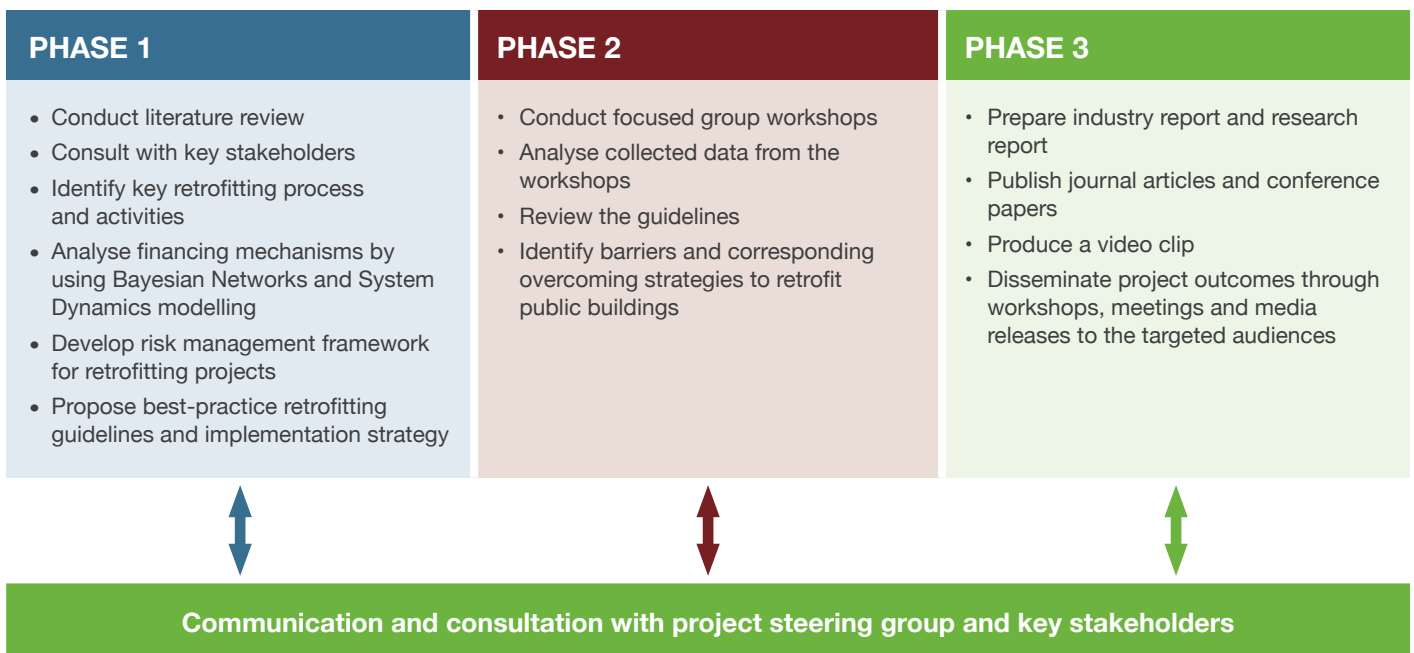 PHASE 1
• Conduct literature review
• Consult with key stakeholders
• Identify key retrofitting process
and activities
• Analyse financing mechanisms by
using Bayesian Networks and System
Dynamics modelling
• Develop risk management framework
for retrofitting projects
• Propose best-practice retrofitting
guidelines and implementation strategy
PHASE 2
• Conduct focused group workshops
• Analyse collected data from the
workshops
• Review the guidelines
• Identify barriers and corresponding
overcoming strategies to retrofit
public buildings
PHASE 3
• Prepare industry report and research
report
• Publish journal articles and conference
papers
• Produce a video clip
• Disseminate project outcomes through
workshops, meetings and media
releases to the targeted audiences
Communication and consultation with project steering group and key stakeholders